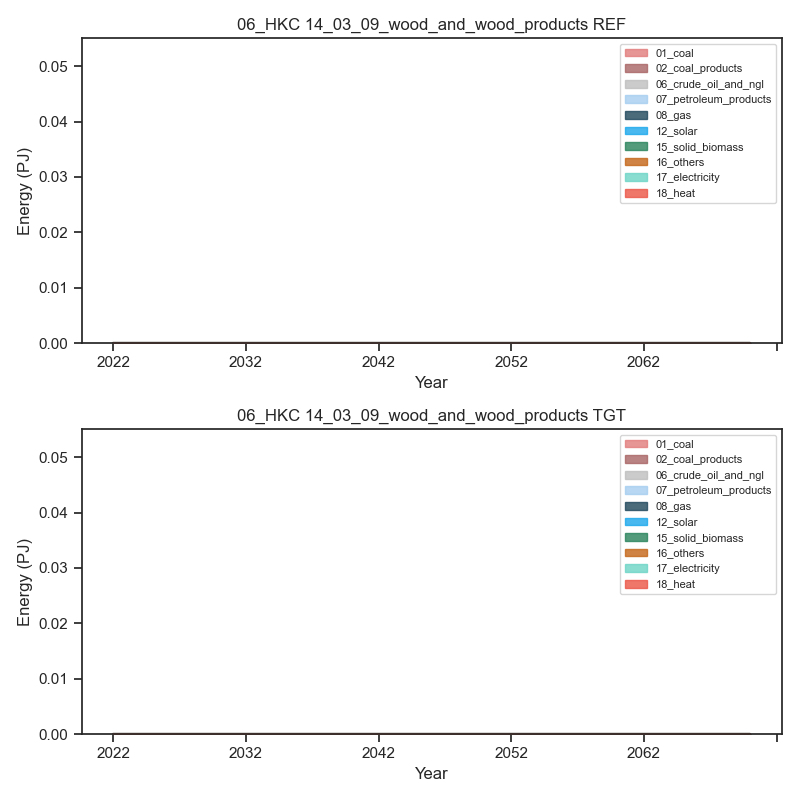 06_HKC 14_03_09_wood_and_wood_products REF
0.05
0.04
0.03
0.02
0.01
0.00
Energy (PJ)
01_coal
02_coal_products
06_crude_oil_and_ngl
07_petroleum_products
08_gas
12_solar
15_solid_biomass
16_others
17_electricity
18_heat
2022 2032 2042 2052 2062
Year
06_HKC 14_03_09_wood_and_wood_products TGT
0.05
0.04
0.03
0.02
0.01
0.00
Energy (PJ)
01_coal
02_coal_products
06_crude_oil_and_ngl
07_petroleum_products
08_gas
12_solar
15_solid_biomass
16_others
17_electricity
18_heat
2022 2032 2042 2052 2062
Year